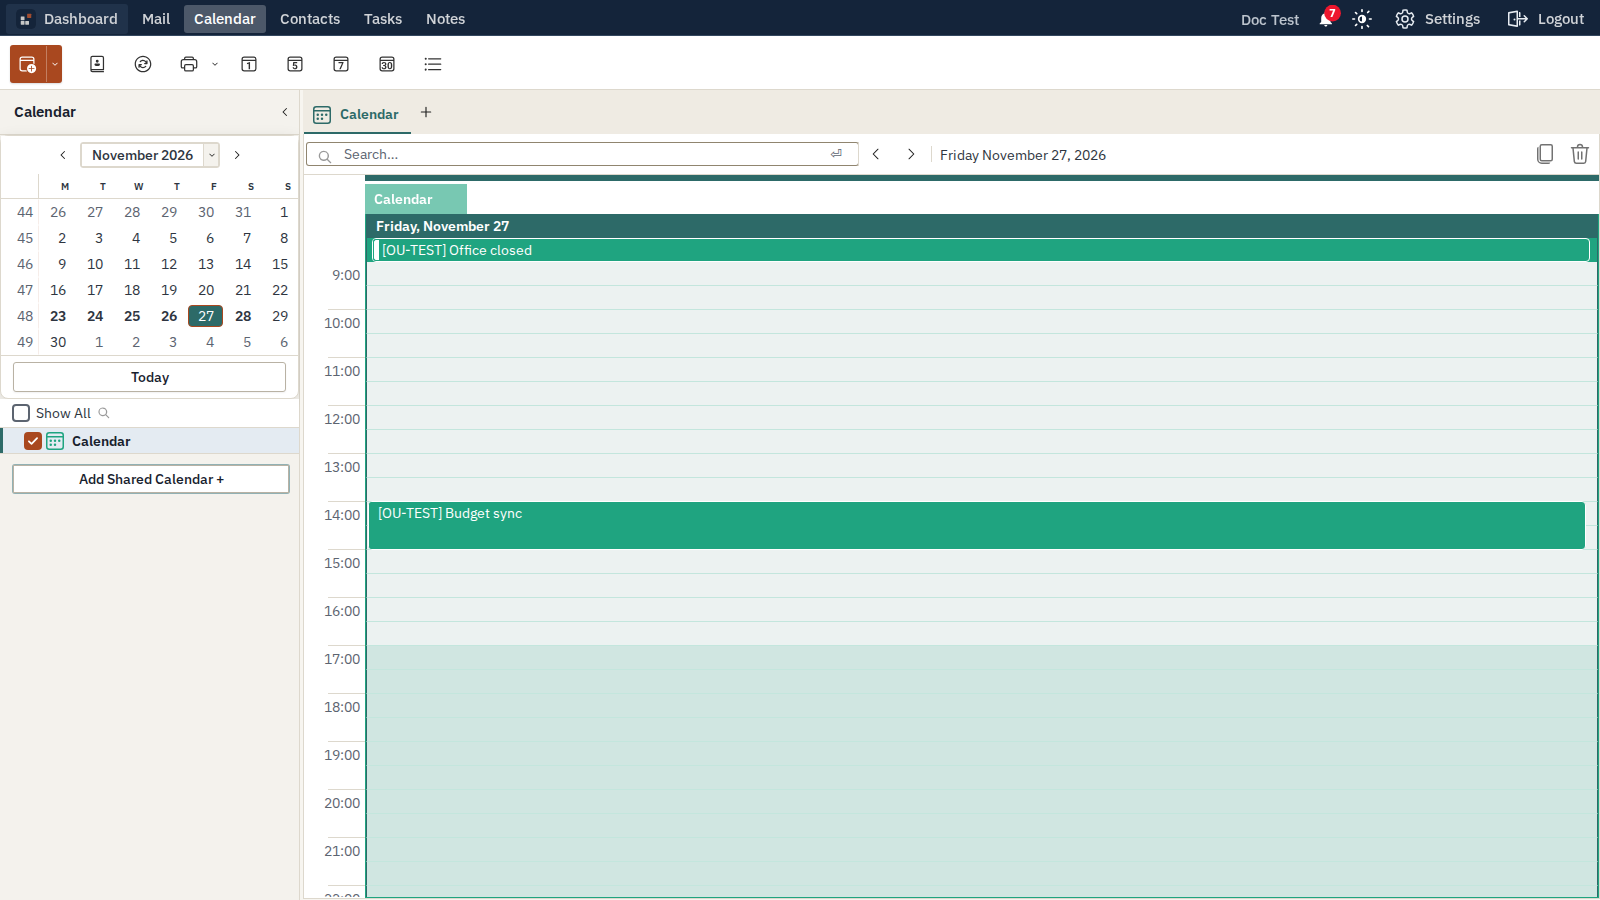 Dashboard Mail Calendar Contacts Tasks Notes Doc Test 7 Settings Logout
1 5 7 30
Calendar
Calendar +
November 2026
Search...
Friday November 27, 2026
M T W T F S S
44 26 27 28 29 30 31 1
45 2 3 4 5 6 7 8
46 9 10 11 12 13 14 15
47 16 17 18 19 20 21 22
48 23 24 25 26 27 28 29
49 30 1 2 3 4 5 6
Today
Show All
Calendar
Add Shared Calendar +
Calendar
Friday, November 27
[OU-TEST] Office closed
9:00
10:00
11:00
12:00
13:00
14:00 [OU-TEST] Budget sync
15:00
16:00
17:00
18:00
19:00
20:00
21:00